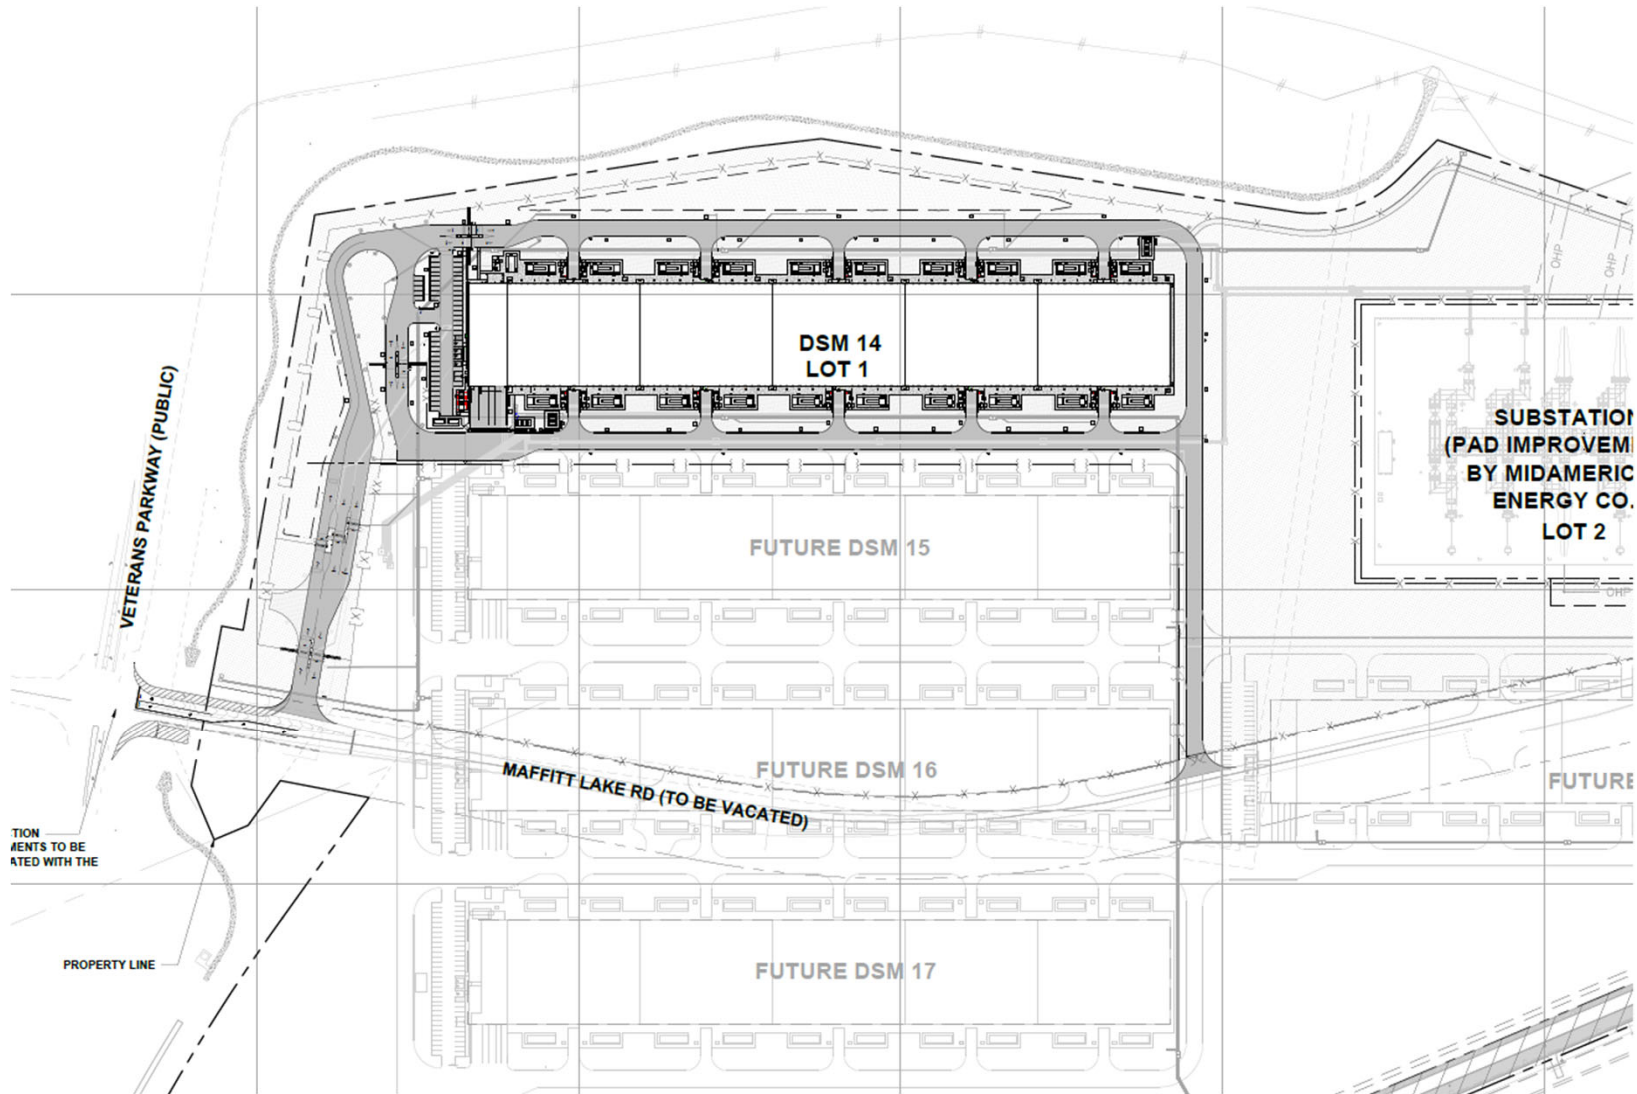 OHP
OHP
DSM 14
LOT 1
VETERANS PARKWAY (PUBLIC)
SUBSTATION
(PAD IMPROVEME
BY MIDAMERIC
ENERGY CO.
LOT 2
FUTURE DSM 15
OHP
MAFFITT LAKE RD (TO BE VACATED)
FUTURE DSM 16
FUTURE
TION
MENTS TO BE
ATED WITH THE
PROPERTY LINE
FUTURE DSM 17